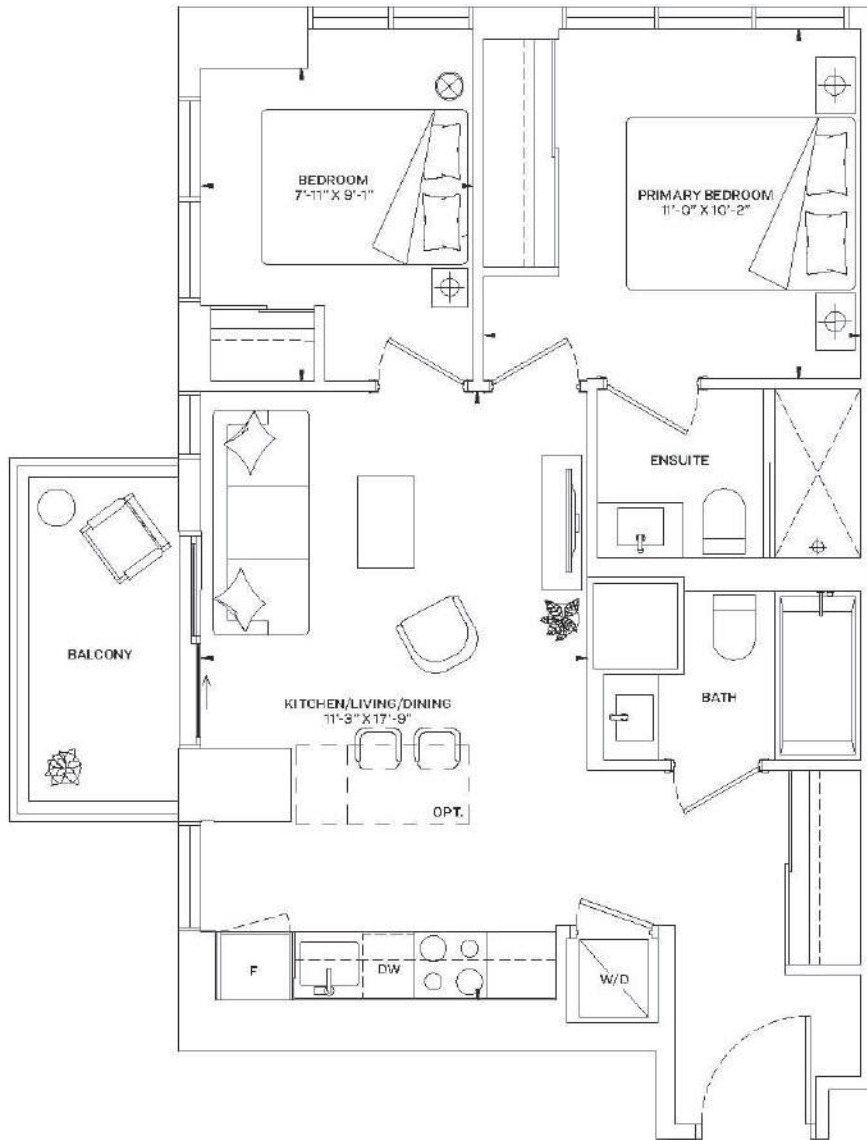 BEDROOM
7'-11" X 9'-1"
PRIMARY BEDROOM
11'-0" X 10'-2"
ENSUITE
BALCONY
BATH
KITCHEN/LIVING/DINING
11'-3" X 17'-9"
OPT.
F
DW
W/D